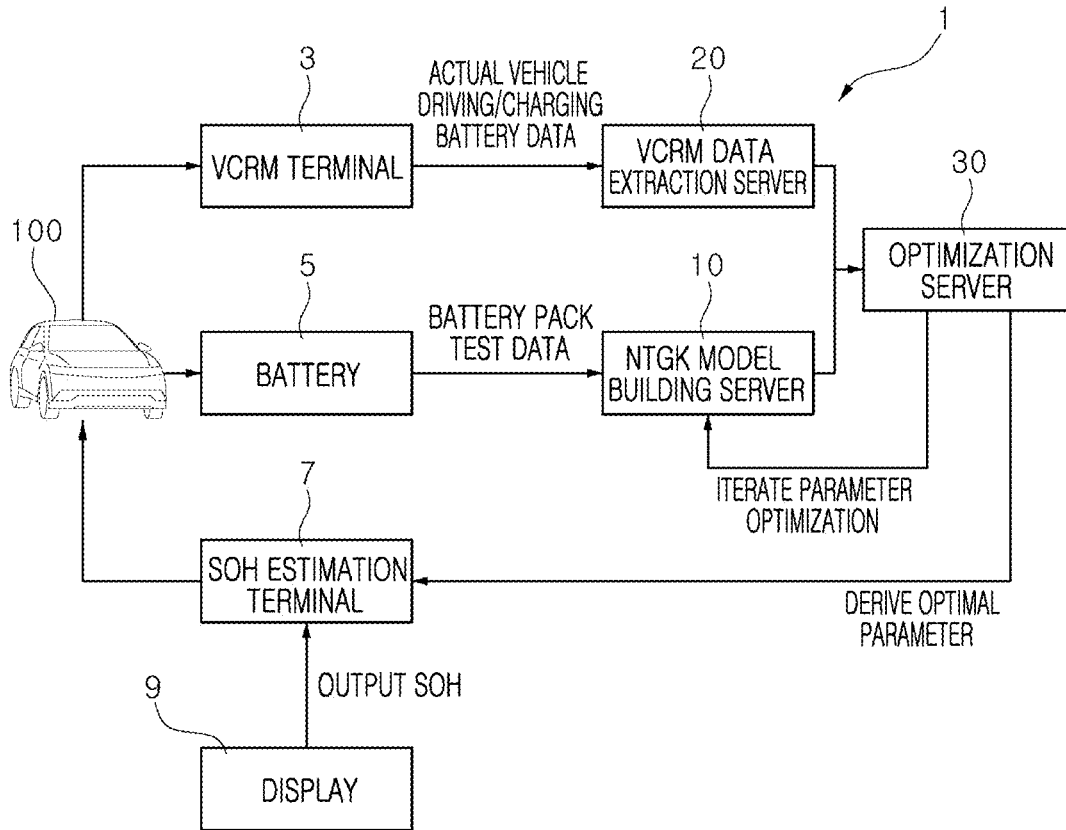 1
3
ACTUAL VEHICLE
DRIVING/CHARGING
BATTERY DATA
20
VCRM TERMINAL
VCRM DATA
EXTRACTION SERVER
30
OPTIMIZATION
SERVER
100
5
BATTERY PACK
TEST DATA
10
BATTERY
NTGK MODEL
BUILDING SERVER
ITERATE PARAMETER
OPTIMIZATION
7
SOH ESTIMATION
TERMINAL
DERIVE OPTIMAL
PARAMETER
OUTPUT SOH
9
DISPLAY